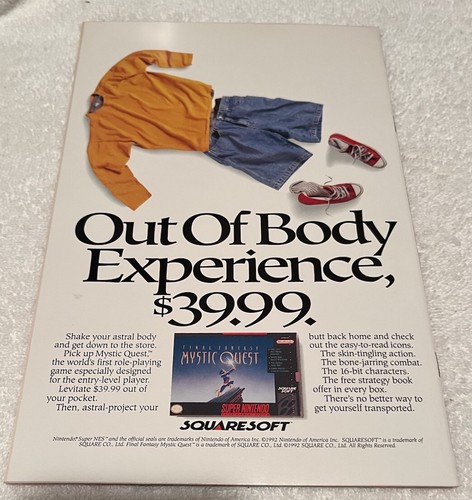 Out Of Body
Experience,
$39.99.
Shake your astral body
and get down to the store.
Pick up Mystic Quest,™
the world's first role-playing
game especially designed
for the entry-level player.
Levitate $39.99 out of
your pocket.
Then, astral-project your
FINAL FANTASY
MYSTIC QUEST
SQUARE SOFT
SUPER NINTENDO
butt back home and check
out the easy-to-read icons.
The skin-tingling action.
The bone-jarring combat.
The 16-bit characters.
The free strategy book
offer in every box.
There's no better way to
get yourself transported.
SQUARESOFT
Nintendo,® Super NES™ and the official seals are trademarks of Nintendo of America Inc. ©1992 Nintendo of America Inc. SQUARESOFT™ is a trademark of
SQUARE CO., Ltd. Final Fantasy Mystic Quest™ is a trademark of SQUARE CO., Ltd. ©1992 SQUARE CO., Ltd. All Rights Reserved.